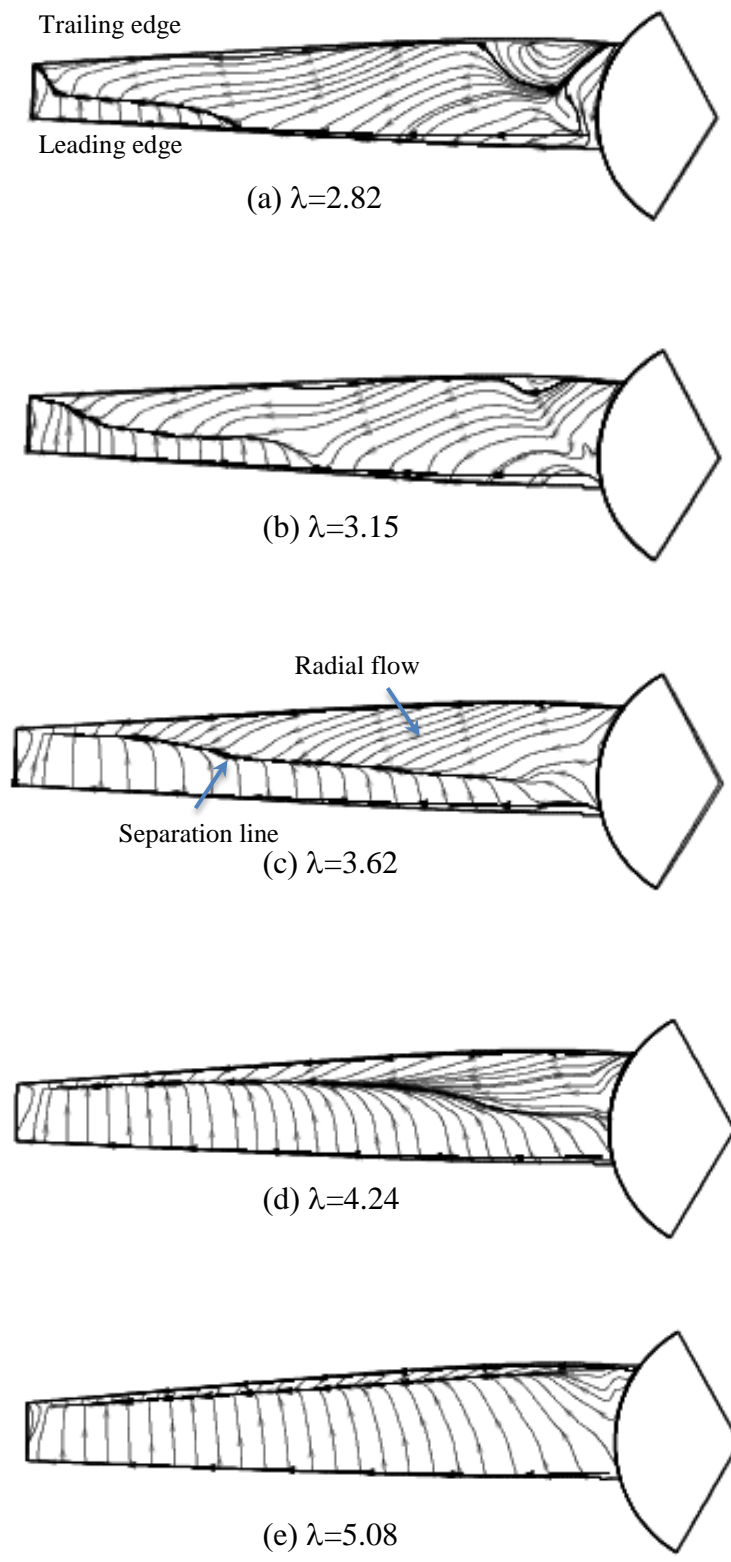 Trailing edge
Leading edge
(a) λ=2.82
(b) λ=3.15
Radial flow
Separation line
(c) λ=3.62
(d) λ=4.24
(e) λ=5.08